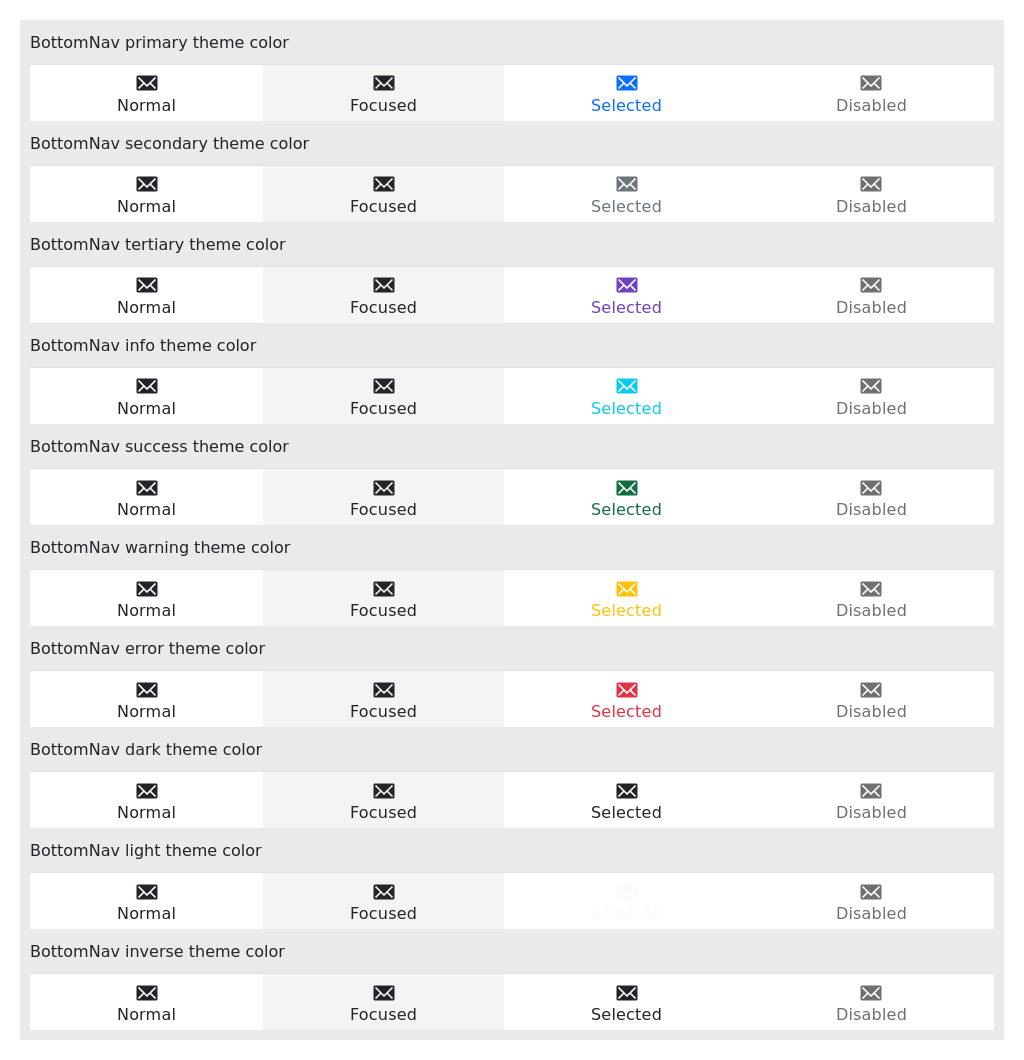 BottomNav primary theme color
Normal Focused Selected Disabled
BottomNav secondary theme color
Normal Focused Selected Disabled
BottomNav tertiary theme color
Normal Focused Selected Disabled
BottomNav info theme color
Normal Focused Selected Disabled
BottomNav success theme color
Normal Focused Selected Disabled
BottomNav warning theme color
Normal Focused Selected Disabled
BottomNav error theme color
Normal Focused Selected Disabled
BottomNav dark theme color
Normal Focused Selected Disabled
BottomNav light theme color
Normal Focused Selected Disabled
BottomNav inverse theme color
Normal Focused Selected Disabled